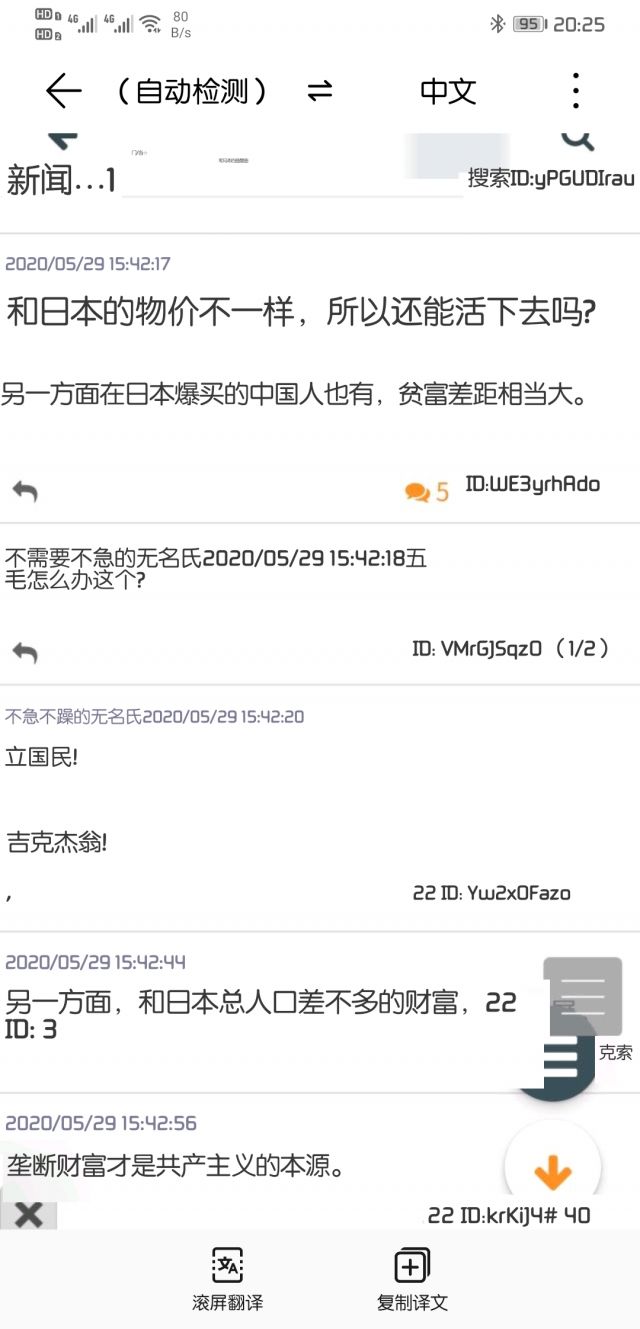 HD 1 4G 4G 80 B/s 95 20:25
HD 2
（自动检测） 中文
新闻...1 搜索ID:yPGUDIrau
2020/05/29 15:42:17
和日本的物价不一样，所以还能活下去吗?
另一方面在日本爆买的中国人也有，贫富差距相当大。
5 ID:WE3yrhAdo
不需要不急的无名氏2020/05/29 15:42:18五
毛怎么办这个?
ID: VMrGJSqz0（1/2）
不急不躁的无名氏2020/05/29 15:42:20
立国民!
吉克杰翁!
, 22 ID: Yw2x0Fazo
2020/05/29 15:42:44
另一方面，和日本总人口差不多的财富，22
ID: 3
克索
2020/05/29 15:42:56
垄断财富才是共产主义的本源。
22 ID:krKiJ4# 40
滚屏翻译 复制译文